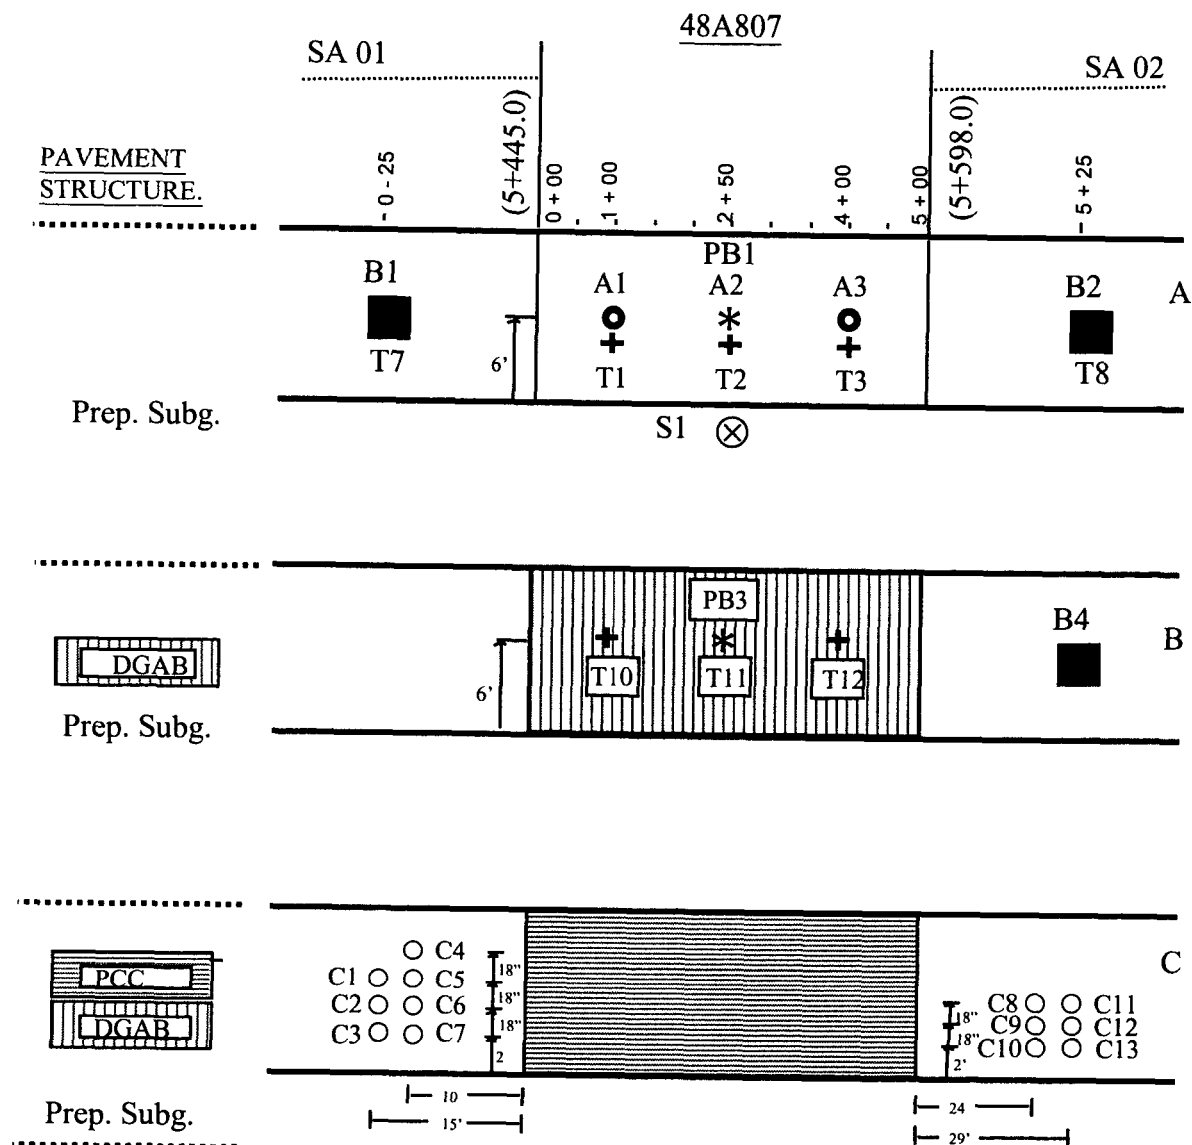 48A807
SA 01
SA 02
PAVEMENT
STRUCTURE.
- 0 - 25
(5+445.0)
0 + 00
1 + 00
2 + 50
4 + 00
5 + 00
(5+598.0)
- 5 + 25
PB1
B1
A1
A2
A3
B2
A
6'
T7
T1
T2
T3
T8
Prep. Subg.
S1
PB3
B4
B
DGAB
T10
T11
T12
6'
Prep. Subg.
C4
C
PCC
C1
C5
18"
C2
C6
18"
C8
C11
C3
C7
18"
18"
C9
C12
DGAB
18"
C10
C13
2
2'
10
24
Prep. Subg.
15'
29'